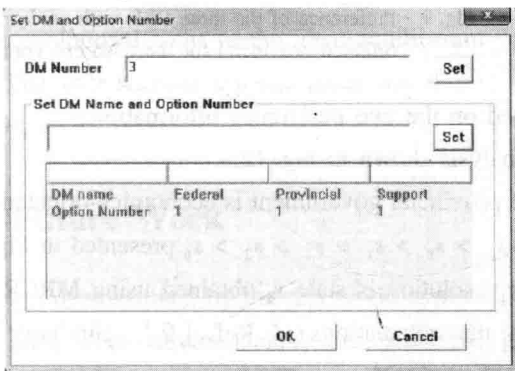 Set DM and Option Number
DM Number 3 Set
Set DM Name and Option Number
Set
DM name Federal Provincial Support
Option Number 1 1 1
OK Cancel